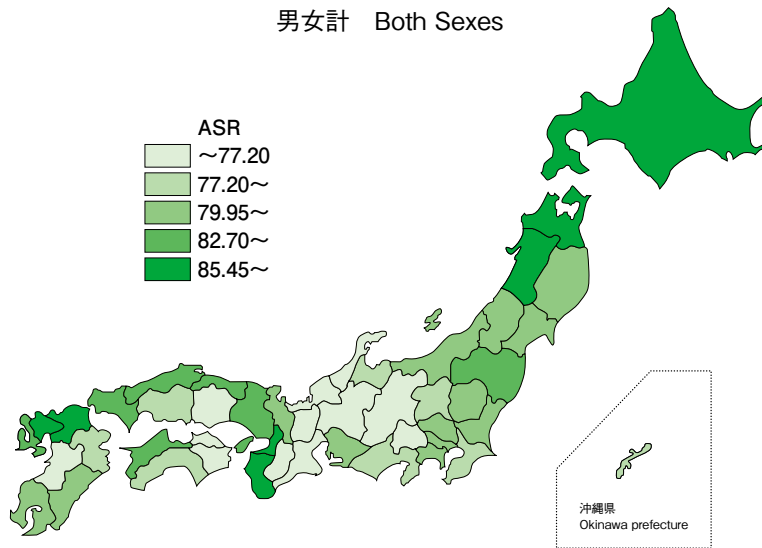 男女計　Both Sexes
ASR
～77.20
77.20～
79.95～
82.70～
85.45～
沖縄県
Okinawa prefecture